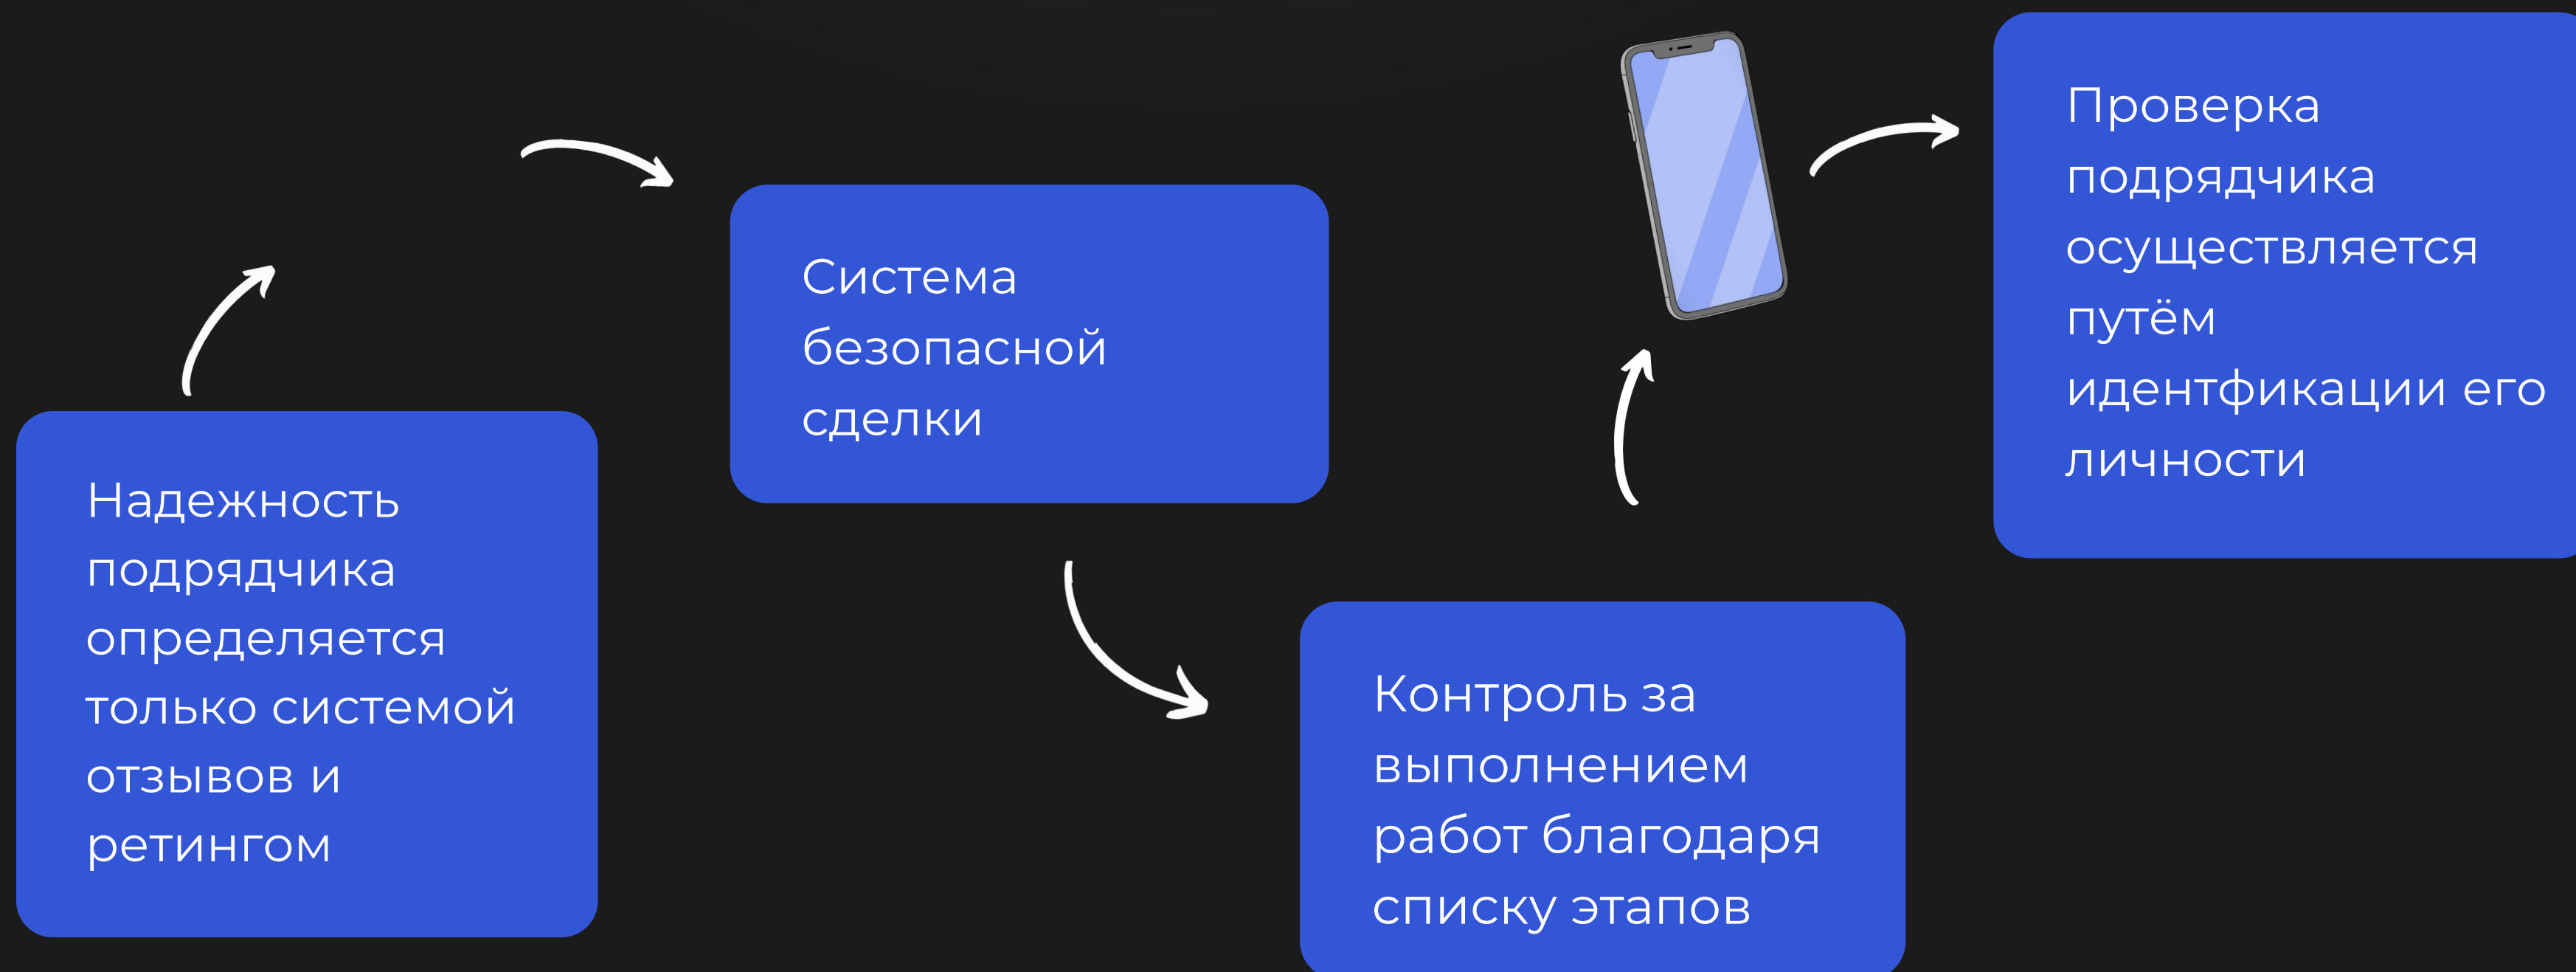 Надежность
подрядчика
определяется
только системой
отзывов и
ретингом
Система
безопасной
сделки
Контроль за
выполнением
работ благодаря
списку этапов
Проверка
подрядчика
осуществляется
путём
идентфикации его
личности